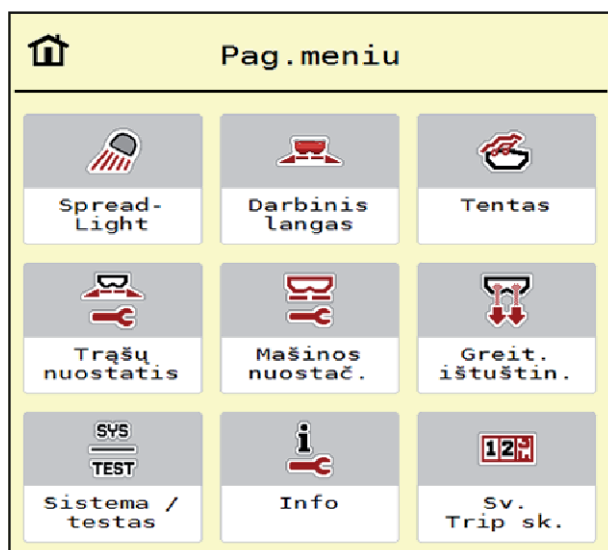 Pag.meniu
Spread-
Light
Darbinis
langas
Tentas
Trąšų
nuostatis
Mašinos
nuostač.
Greit.
ištuštin.
SYS
TEST
Sistema /
testas
Info
12
Sv.
Trip sk.